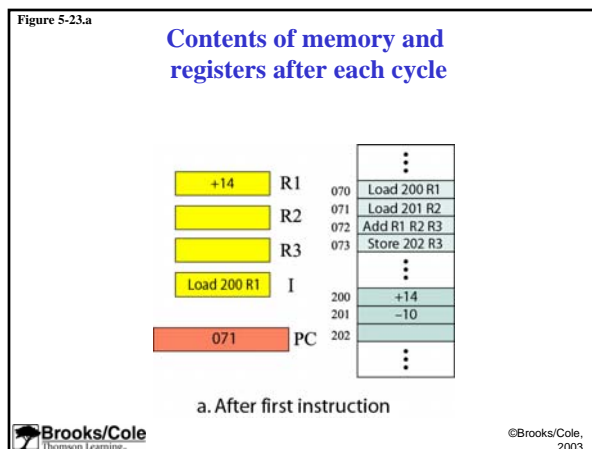 Figure 5-23.a
Contents of memory and
registers after each cycle
+14 R1
R2
R3
Load 200 R1 I
071 PC
070 Load 200 R1
071 Load 201 R2
072 Add R1 R2 R3
073 Store 202 R3
200 +14
201 –10
202
a. After first instruction
Brooks/Cole
Thomson Learning™
©Brooks/Cole,
2003